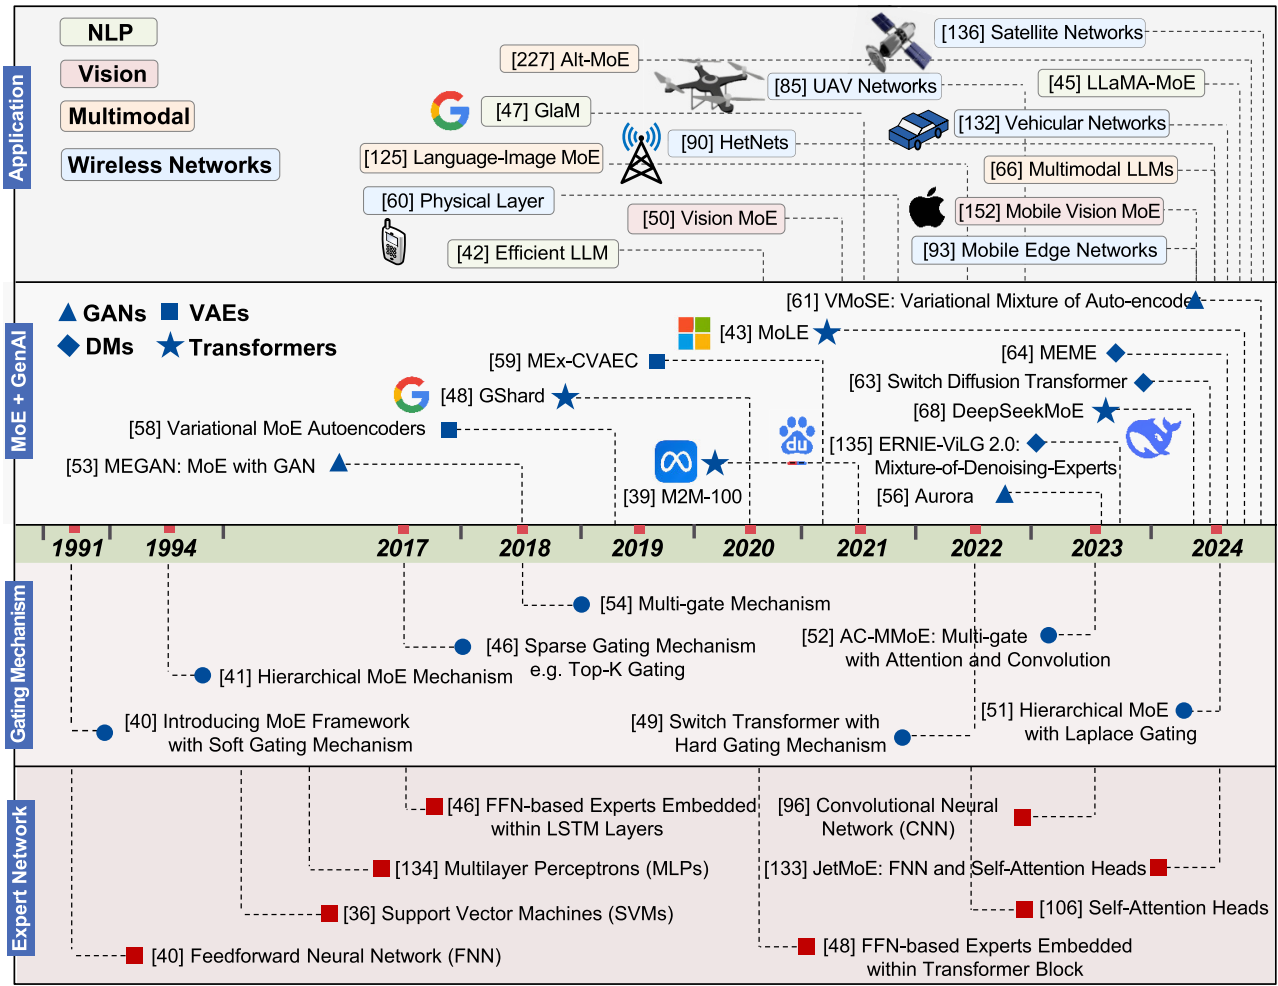 Application
NLP
Vision
Multimodal
Wireless Networks
[136] Satellite Networks
[227] Alt-MoE
[85] UAV Networks
[45] LLaMA-MoE
[47] GlaM
[132] Vehicular Networks
[90] HetNets
[125] Language-Image MoE
[66] Multimodal LLMs
[60] Physical Layer
[50] Vision MoE
[152] Mobile Vision MoE
[42] Efficient LLM
[93] Mobile Edge Networks
MoE + GenAI
GANs
VAEs
DMs
Transformers
[61] VMoSE: Variational Mixture of Auto-encode
[43] MoLE
[64] MEME
[59] MEx-CVAEC
[63] Switch Diffusion Transformer
[48] GShard
[68] DeepSeekMoE
[58] Variational MoE Autoencoders
du
[135] ERNIE-ViLG 2.0:
Mixture-of-Denoising-Experts
[53] MEGAN: MoE with GAN
[39] M2M-100
[56] Aurora
1991
1994
2017
2018
2019
2020
2021
2022
2023
2024
Gating Mechanism
[54] Multi-gate Mechanism
[46] Sparse Gating Mechanism
e.g. Top-K Gating
[52] AC-MMoE: Multi-gate
with Attention and Convolution
[41] Hierarchical MoE Mechanism
[40] Introducing MoE Framework
with Soft Gating Mechanism
[49] Switch Transformer with
Hard Gating Mechanism
[51] Hierarchical MoE
with Laplace Gating
Expert Network
[46] FFN-based Experts Embedded
within LSTM Layers
[96] Convolutional Neural
Network (CNN)
[134] Multilayer Perceptrons (MLPs)
[133] JetMoE: FNN and Self-Attention Heads
[36] Support Vector Machines (SVMs)
[106] Self-Attention Heads
[40] Feedforward Neural Network (FNN)
[48] FFN-based Experts Embedded
within Transformer Block